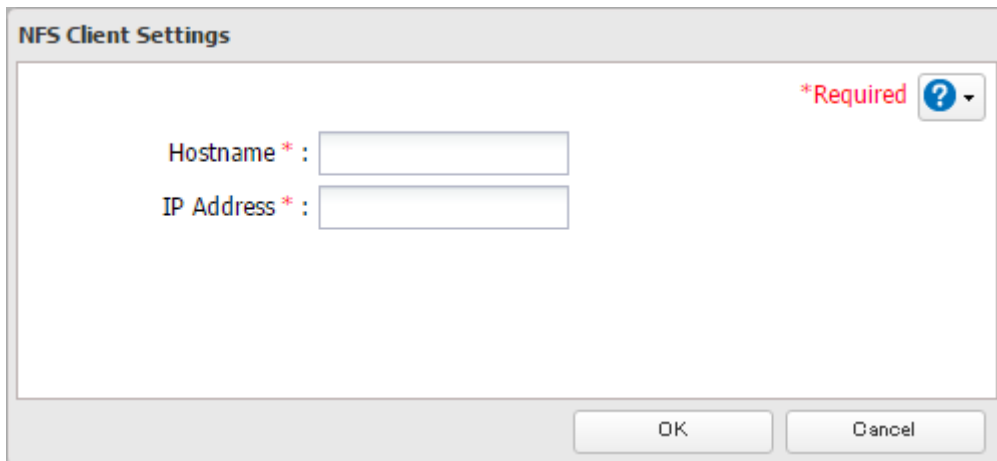 NFS Client Settings
*Required ?
Hostname * :
IP Address * :
OK Cancel